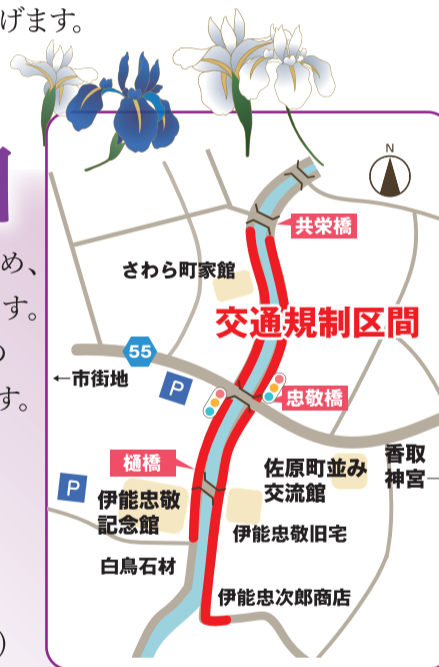 げます。
め、
す。
の
す。
)
N
共栄橋
さわら町家館
交通規制区間
55
←市街地
P
忠敬橋
樋橋
香取
神宮
佐原町並み
交流館
P
伊能忠敬
記念館
伊能忠敬旧宅
白鳥石材
伊能忠次郎商店